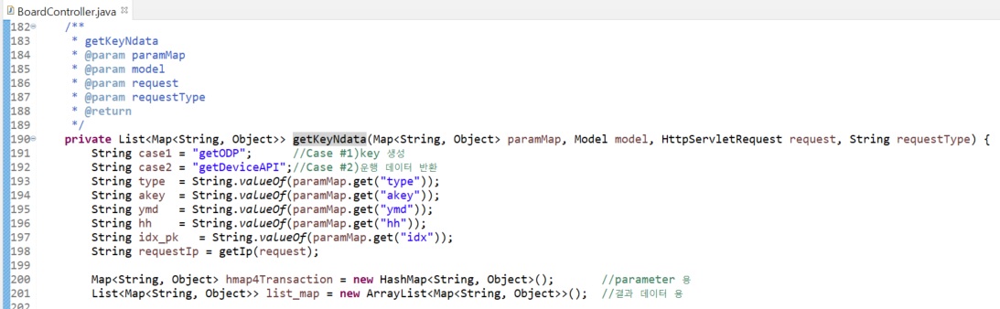 BoardController.java
182 /**
183 * getKeyNdata
184 * @param paramMap
185 * @param model
186 * @param request
187 * @param requestType
188 * @return
189 */
190 private List<Map<String, Object>> getKeyNdata(Map<String, Object> paramMap, Model model, HttpServletRequest request, String requestType) {
191 String case1 = "getODP"; //Case #1)key 생성
192 String case2 = "getDeviceAPI";//Case #2)운행 데이터 반환
193 String type = String.valueOf(paramMap.get("type"));
194 String akey = String.valueOf(paramMap.get("akey"));
195 String ymd = String.valueOf(paramMap.get("ymd"));
196 String hh = String.valueOf(paramMap.get("hh"));
197 String idx_pk = String.valueOf(paramMap.get("idx"));
198 String requestIp = getIp(request);
199
200 Map<String, Object> hmap4Transaction = new HashMap<String, Object>(); //parameter 용
201 List<Map<String, Object>> list_map = new ArrayList<Map<String, Object>>(); //결과 데이터 용
202